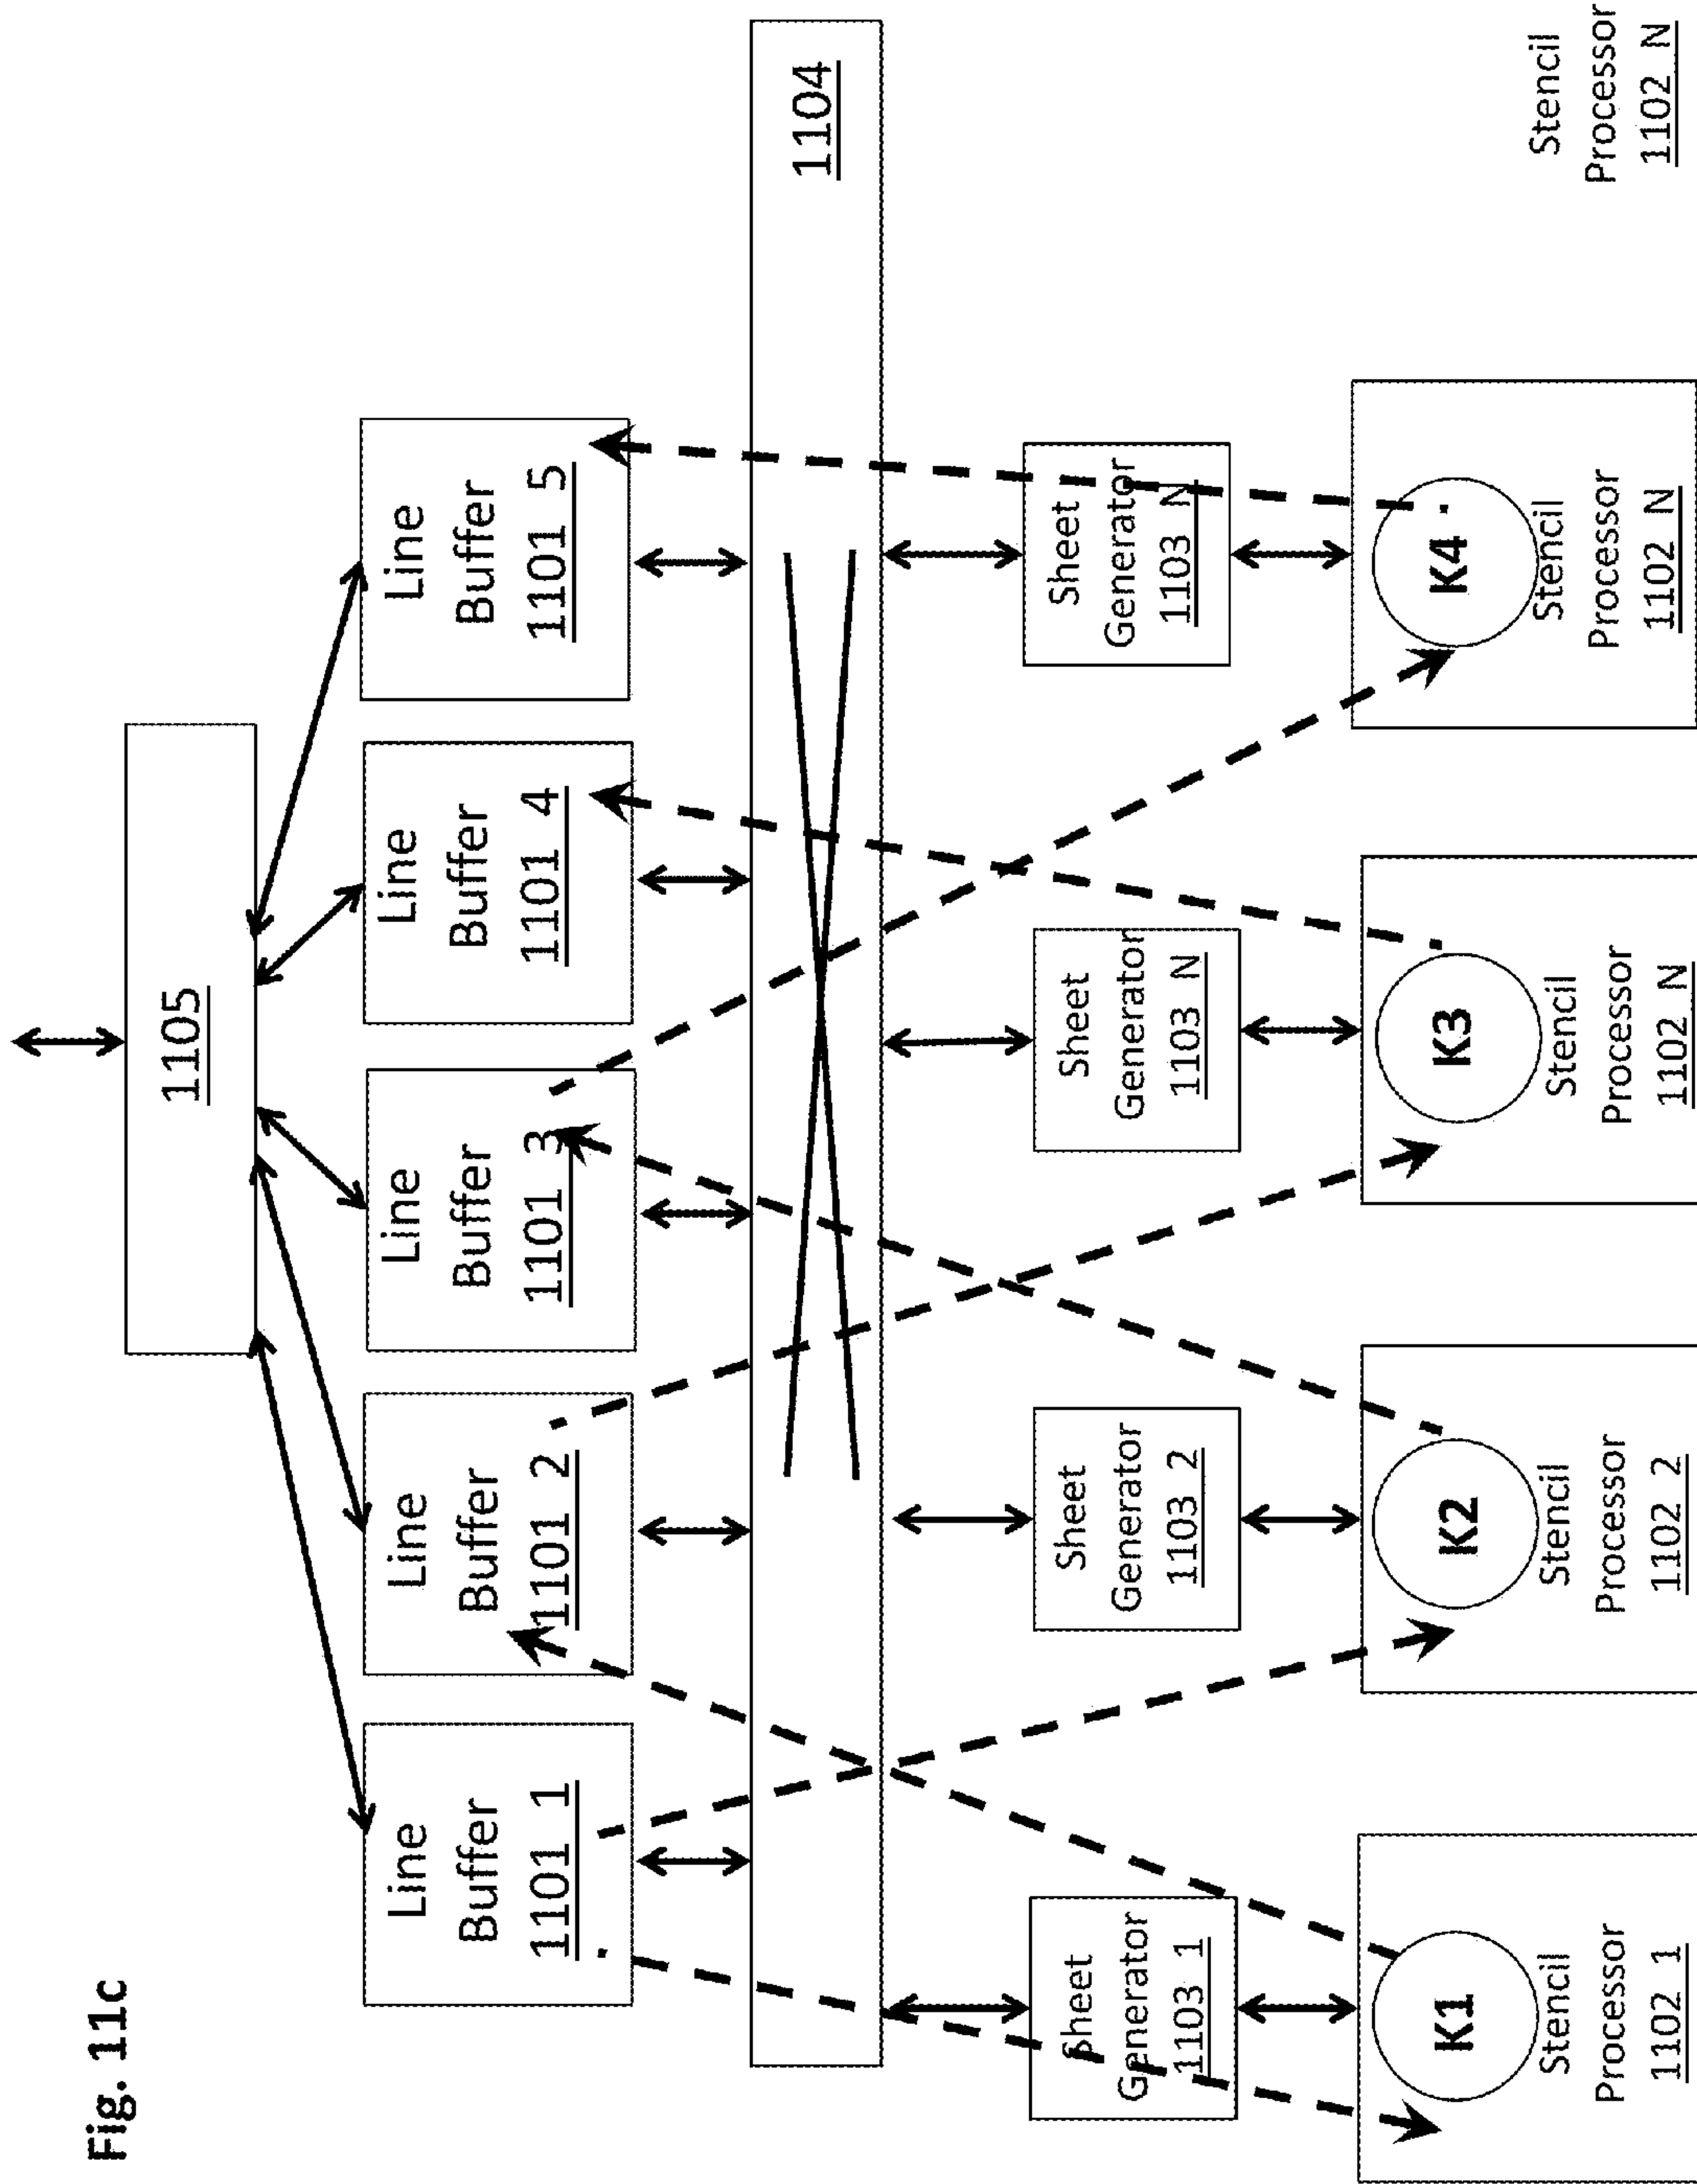 Fig. 11c
1105
Line
Buffer
1101_1
Line
Buffer
1101_2
Line
Buffer
1101_3
Line
Buffer
1101_4
Line
Buffer
1101_5
1104
Sheet
Generator
1103_1
Sheet
Generator
1103_2
Sheet
Generator
1103_N
Sheet
Generator
1103_N
K1
Stencil
Processor
1102_1
K2
Stencil
Processor
1102_2
K3
Stencil
Processor
1102_N
K4
Stencil
Processor
1102_N
Stencil
Processor
1102_N